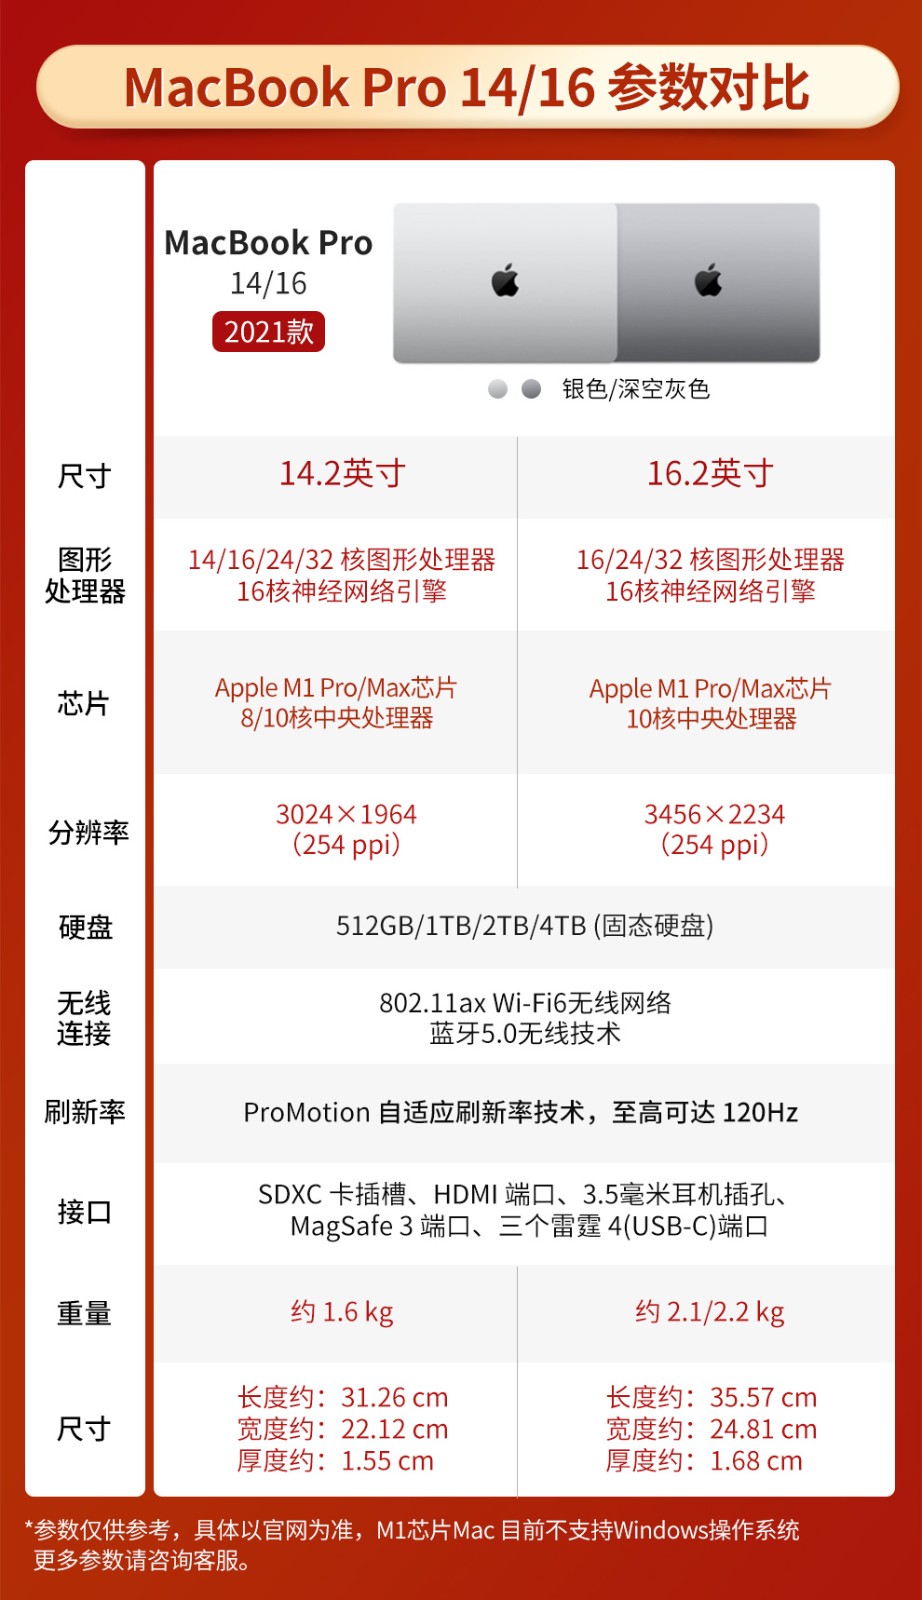 MacBook Pro 14/16 参数对比
MacBook Pro
14/16
2021款
银色/深空灰色
尺寸
14.2英寸
16.2英寸
图形
处理器
14/16/24/32 核图形处理器
16核神经网络引擎
16/24/32 核图形处理器
16核神经网络引擎
芯片
Apple M1 Pro/Max芯片
8/10核中央处理器
Apple M1 Pro/Max芯片
10核中央处理器
分辨率
3024×1964
（254 ppi）
3456×2234
（254 ppi）
硬盘
512GB/1TB/2TB/4TB (固态硬盘)
无线
连接
802.11ax Wi-Fi6无线网络
蓝牙5.0无线技术
刷新率
ProMotion 自适应刷新率技术，至高可达 120Hz
接口
SDXC 卡插槽、HDMI 端口、3.5毫米耳机插孔、
MagSafe 3 端口、三个雷霆 4(USB-C)端口
重量
约 1.6 kg
约 2.1/2.2 kg
尺寸
长度约：31.26 cm
宽度约：22.12 cm
厚度约：1.55 cm
长度约：35.57 cm
宽度约：24.81 cm
厚度约：1.68 cm
*参数仅供参考，具体以官网为准，M1芯片Mac 目前不支持Windows操作系统
更多参数请咨询客服。